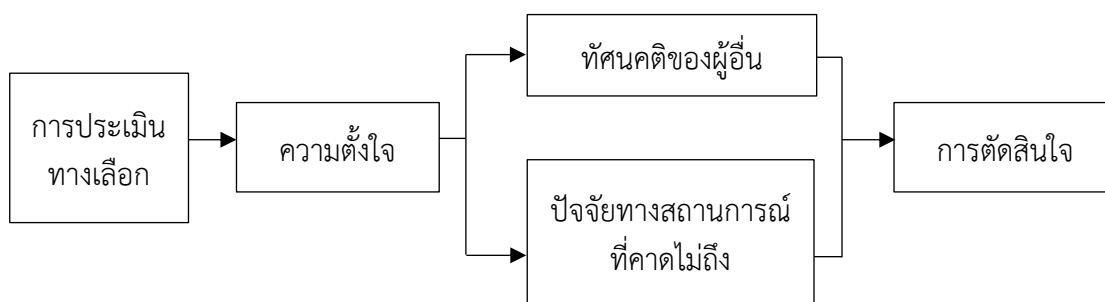 การประเมิน
ทางเลือก
ความตั้งใจ
ทัศนคติของผู้อื่น
ปัจจัยทางสถานการณ์
ที่คาดไม่ถึง
การตัดสินใจ